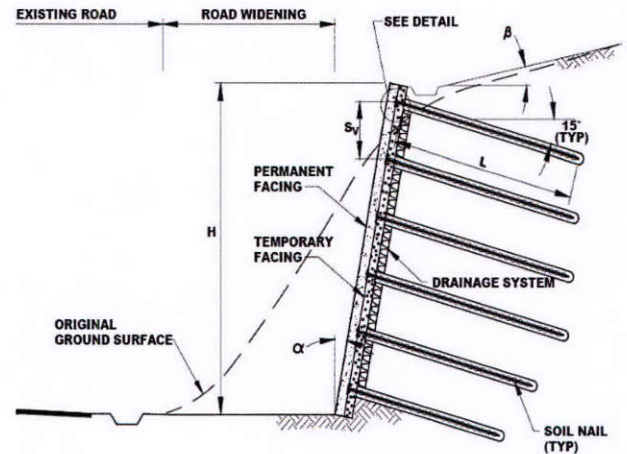 EXISTING ROAD
ROAD WIDENING
SEE DETAIL
β
15°
(TYP)
Sv
L
PERMANENT
FACING
H
TEMPORARY
FACING
DRAINAGE SYSTEM
ORIGINAL
GROUND SURFACE
α
SOIL NAIL
(TYP)